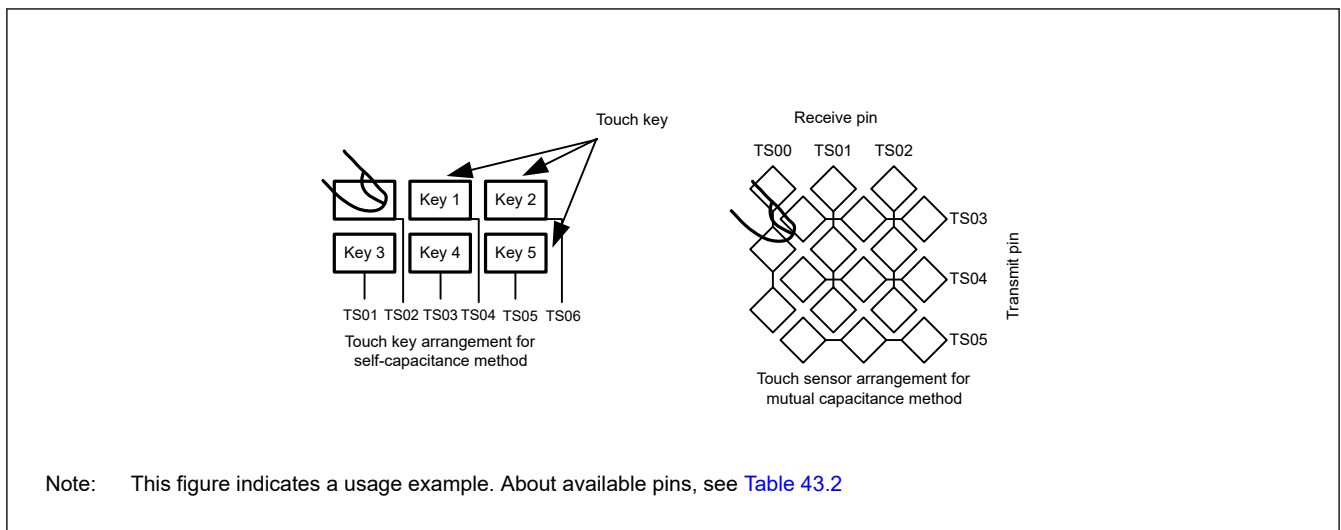 Touch key
Key 1
Key 2
Key 3
Key 4
Key 5
TS01 TS02 TS03 TS04 TS05 TS06
Touch key arrangement for
self-capacitance method
Receive pin
TS00 TS01 TS02
TS03
TS04
TS05
Transmit pin
Touch sensor arrangement for
mutual capacitance method
Note: This figure indicates a usage example. About available pins, see Table 43.2